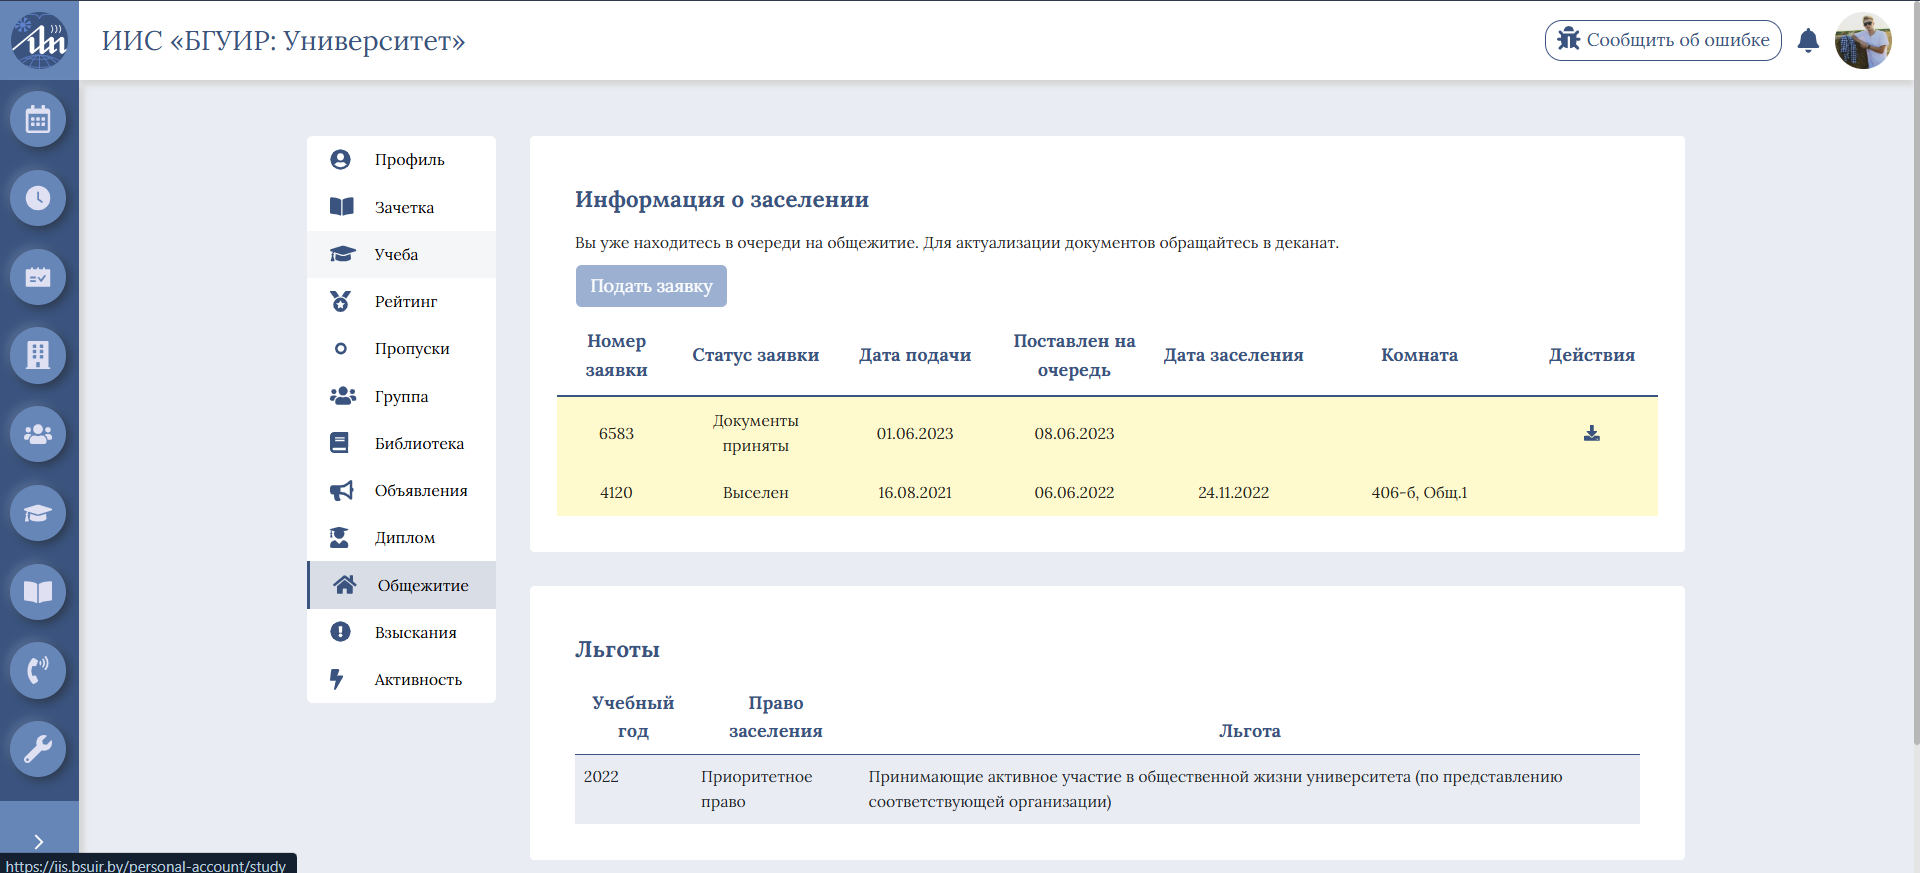 ИИС «БГУИР: Университет»
Сообщить об ошибке
Профиль
Зачетка
Учеба
Рейтинг
Пропуски
Группа
Библиотека
Объявления
Диплом
Общежитие
Взыскания
Активность
Информация о заселении
Вы уже находитесь в очереди на общежитие. Для актуализации документов обращайтесь в деканат.
Подать заявку
Номер заявки Статус заявки Дата подачи Поставлен на очередь Дата заселения Комната Действия
6583 Документы приняты 01.06.2023 08.06.2023
4120 Выселен 16.08.2021 06.06.2022 24.11.2022 406-б, Общ.1
Льготы
Учебный год Право заселения Льгота
2022 Приоритетное право Принимающие активное участие в общественной жизни университета (по представлению
соответствующей организации)
https://iis.bsuir.by/personal-account/study